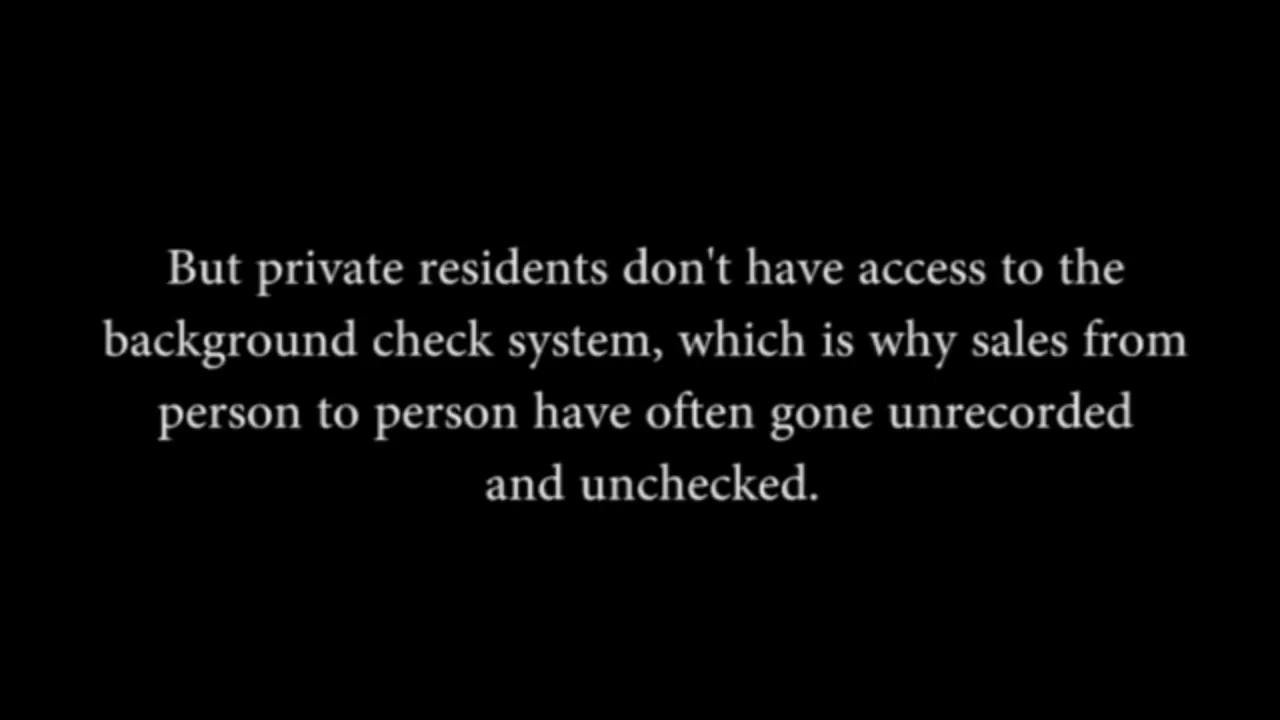 But private residents don't have access to the
background check system, which is why sales from
person to person have often gone unrecorded
and unchecked.